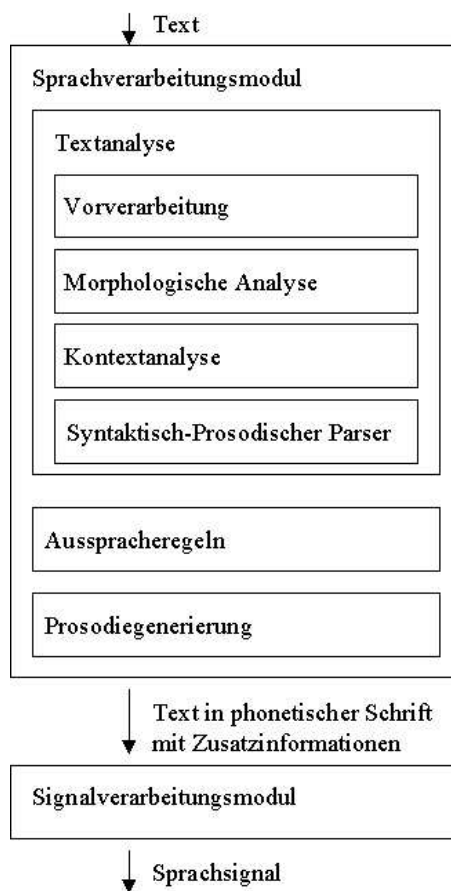 Text
Sprachverarbeitungsmodul
Textanalyse
Vorverarbeitung
Morphologische Analyse
Kontextanalyse
Syntaktisch-Prosodischer Parser
Ausspracheregeln
Prosodiegenerierung
Text in phonetischer Schrift
mit Zusatzinformationen
Signalverarbeitungsmodul
Sprachsignal